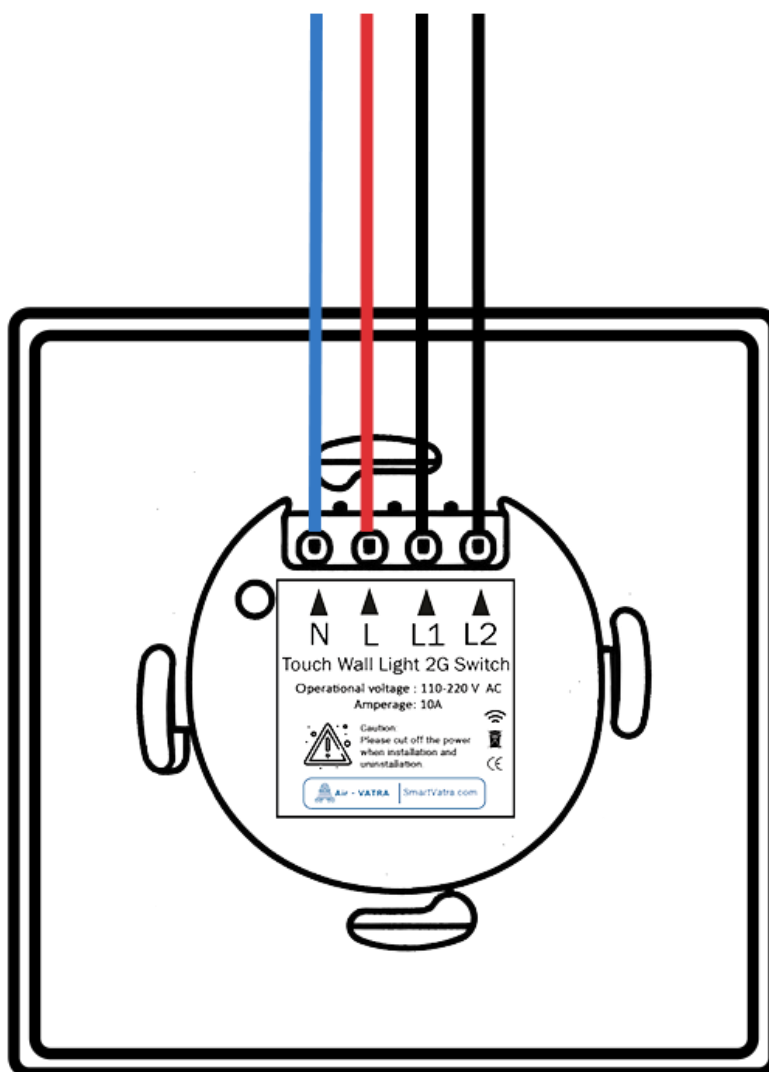 N L L1 L2
Touch Wall Light 2G Switch
Operational voltage : 110-220 V AC
Amperage: 10A
Caution:
Please cut off the power
when installation and
uninstallation
Air - VATRA | SmartVatra.com
CE